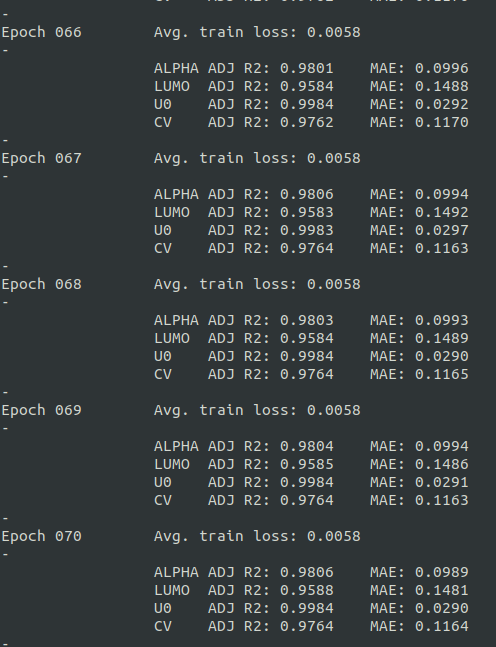 -
Epoch 066 Avg. train loss: 0.0058
-
ALPHA ADJ R2: 0.9801 MAE: 0.0996
LUMO ADJ R2: 0.9584 MAE: 0.1488
U0 ADJ R2: 0.9984 MAE: 0.0292
CV ADJ R2: 0.9762 MAE: 0.1170
-
Epoch 067 Avg. train loss: 0.0058
-
ALPHA ADJ R2: 0.9806 MAE: 0.0994
LUMO ADJ R2: 0.9583 MAE: 0.1492
U0 ADJ R2: 0.9983 MAE: 0.0297
CV ADJ R2: 0.9764 MAE: 0.1163
-
Epoch 068 Avg. train loss: 0.0058
-
ALPHA ADJ R2: 0.9803 MAE: 0.0993
LUMO ADJ R2: 0.9584 MAE: 0.1489
U0 ADJ R2: 0.9984 MAE: 0.0290
CV ADJ R2: 0.9764 MAE: 0.1165
-
Epoch 069 Avg. train loss: 0.0058
-
ALPHA ADJ R2: 0.9804 MAE: 0.0994
LUMO ADJ R2: 0.9585 MAE: 0.1486
U0 ADJ R2: 0.9984 MAE: 0.0291
CV ADJ R2: 0.9764 MAE: 0.1163
-
Epoch 070 Avg. train loss: 0.0058
-
ALPHA ADJ R2: 0.9806 MAE: 0.0989
LUMO ADJ R2: 0.9588 MAE: 0.1481
U0 ADJ R2: 0.9984 MAE: 0.0290
CV ADJ R2: 0.9764 MAE: 0.1164
-